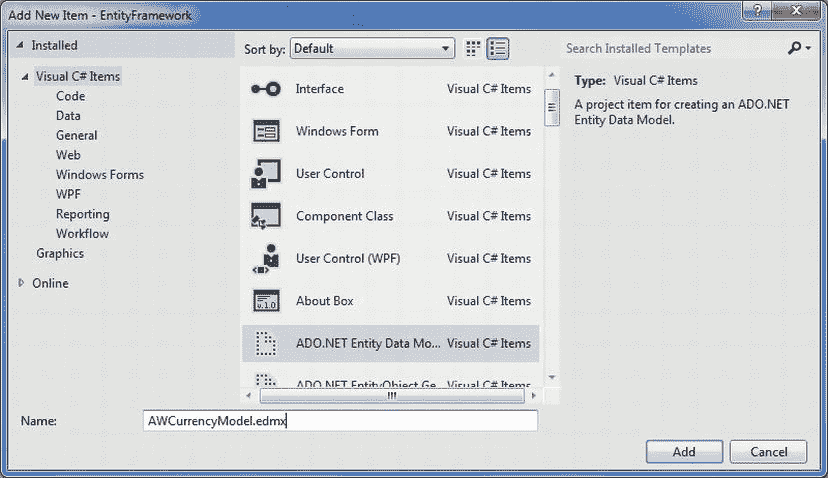 Add New Item - EntityFramework
Installed
Sort by: Default
Search Installed Templates
Visual C# Items
Code
Data
General
Web
Windows Forms
WPF
Reporting
Workflow
Graphics
Online
Interface Visual C# Items
Windows Form Visual C# Items
User Control Visual C# Items
Component Class Visual C# Items
User Control (WPF) Visual C# Items
About Box Visual C# Items
ADO.NET Entity Data Mo... Visual C# Items
ADO.NET EntityObject Ge... Visual C# Items
Type: Visual C# Items
A project item for creating an ADO.NET
Entity Data Model.
Name: AWCurrencyModel.edmx
Add Cancel